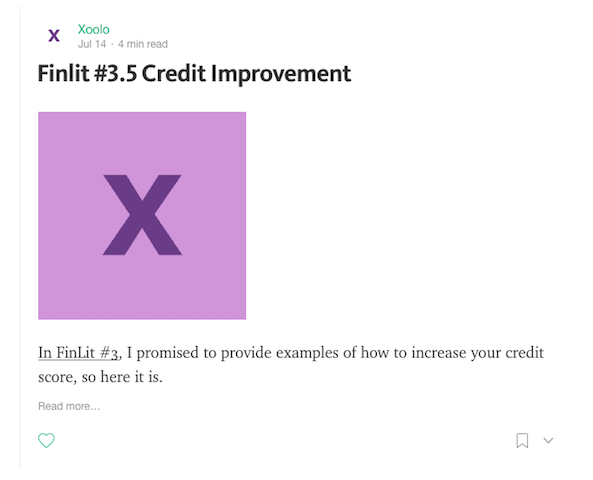 X
Xoolo
Jul 14 · 4 min read
Finlit #3.5 Credit Improvement
X
In FinLit #3, I promised to provide examples of how to increase your credit
score, so here it is.
Read more...